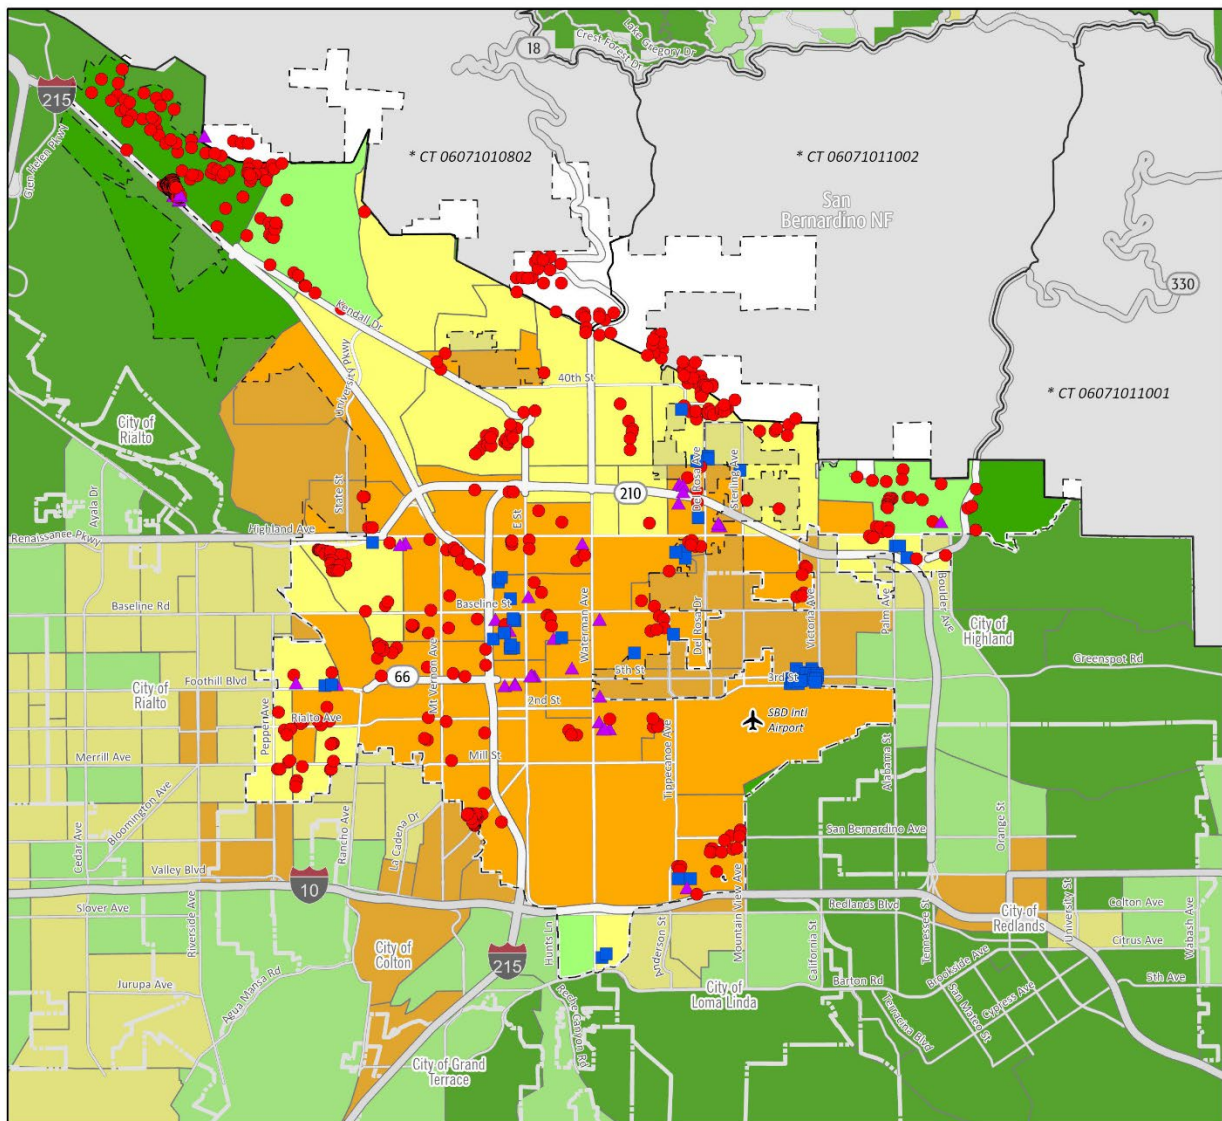 18
Crest Forest Dr
Lake Gregory Dr
215
Glen Helen Pkwy
* CT 06071010802
* CT 06071011002
San
Bernardino NF
330
Kendall Dr
University Pkwy
40th St
* CT 06071011001
City of
Rialto
Ayala Dr
State St
210
E St
Del Rosa Ave
Sterling Ave
Highland Ave
Renaissance Pkwy
Baseline Rd
Baseline St
Waterman Ave
Del Rosa Dr
Victoria Ave
Palm Ave
Boulder Ave
City of
Highland
Mt Vernon Ave
5th St
Greenspot Rd
City of
Rialto
Foothill Blvd
66
3rd St
2nd St
Pepper Ave
Rialto Ave
SBD Intl
Airport
Merrill Ave
Mill St
Tippecanoe Ave
Alabama St
Cedar Ave
Bloomington Ave
Rancho Ave
La Cadena Dr
San Bernardino Ave
Orange St
Valley Blvd
10
Mountain View Ave
Slover Ave
Riverside Ave
Redlands Blvd
Tennessee St
City of
Redlands
University St
Colton Ave
Wabash Ave
City of
Colton
215
Hunts Ln
Anderson St
California St
Citrus Ave
Jurupa Ave
Agua Mansa Rd
Reche Canyon Rd
City of
Loma Linda
Barton Rd
Brookside Ave
5th Ave
Terracina Blvd
San Mateo St
Cypress Ave
City of Grand
Terrace